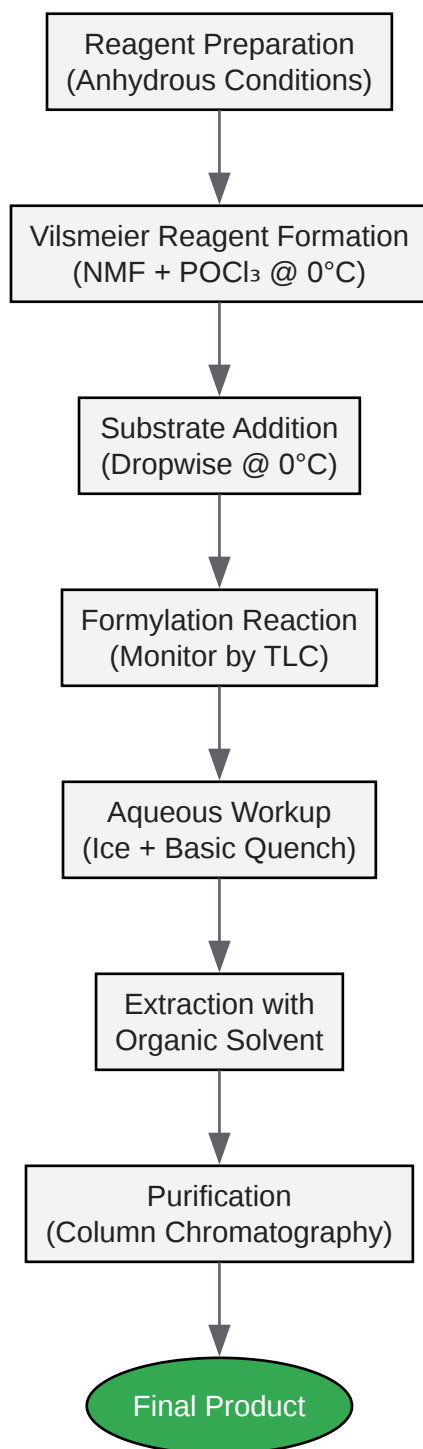 Reagent Preparation
(Anhydrous Conditions)
Vilsmeier Reagent Formation
(NMF + POCl₃ @ 0°C)
Substrate Addition
(Dropwise @ 0°C)
Formylation Reaction
(Monitor by TLC)
Aqueous Workup
(Ice + Basic Quench)
Extraction with
Organic Solvent
Purification
(Column Chromatography)
Final Product